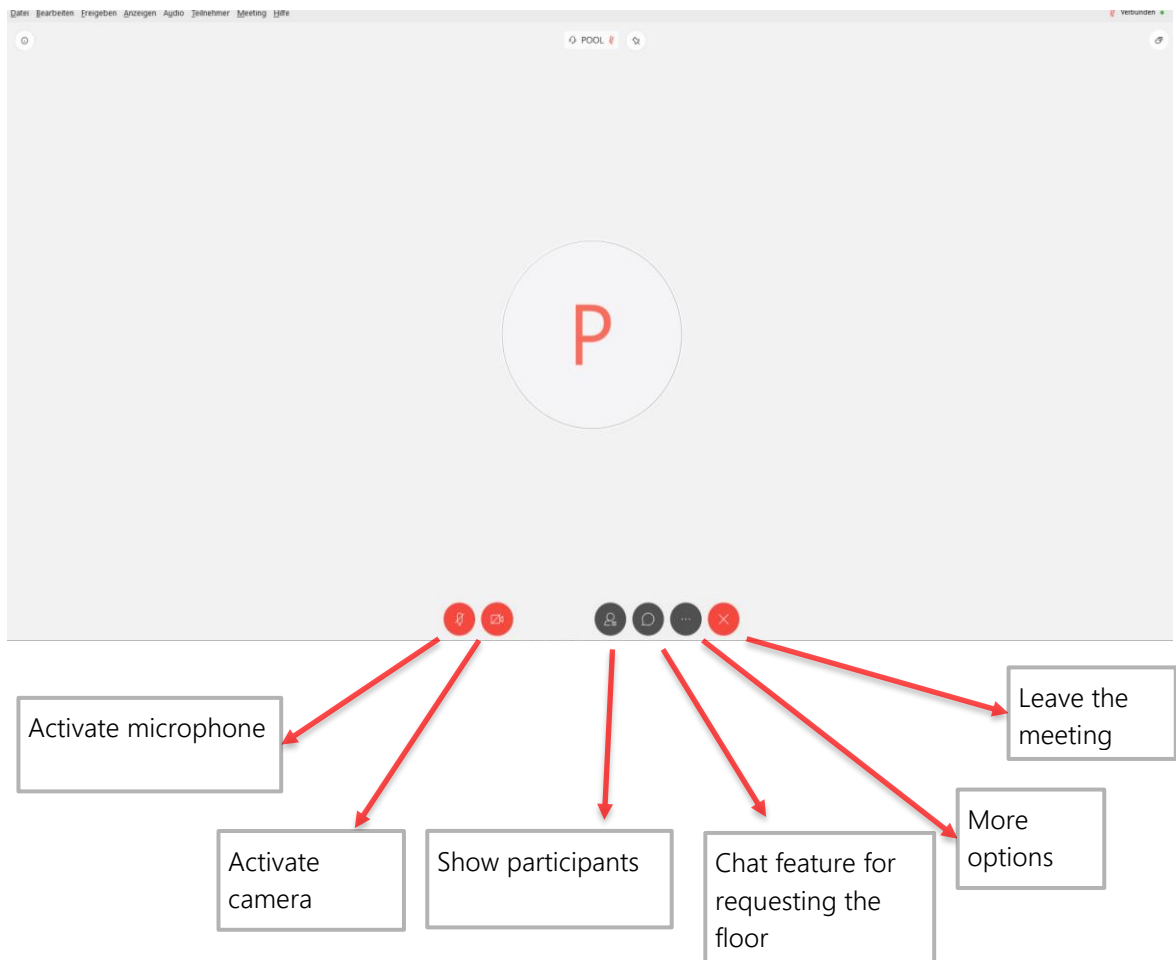 Datei Bearbeiten Freigeben Anzeigen Audio Teilnehmer Meeting Hilfe
Verbunden
POOL
P
Activate microphone
Leave the
meeting
Activate
camera
Show participants
Chat feature for
requesting the
floor
More
options